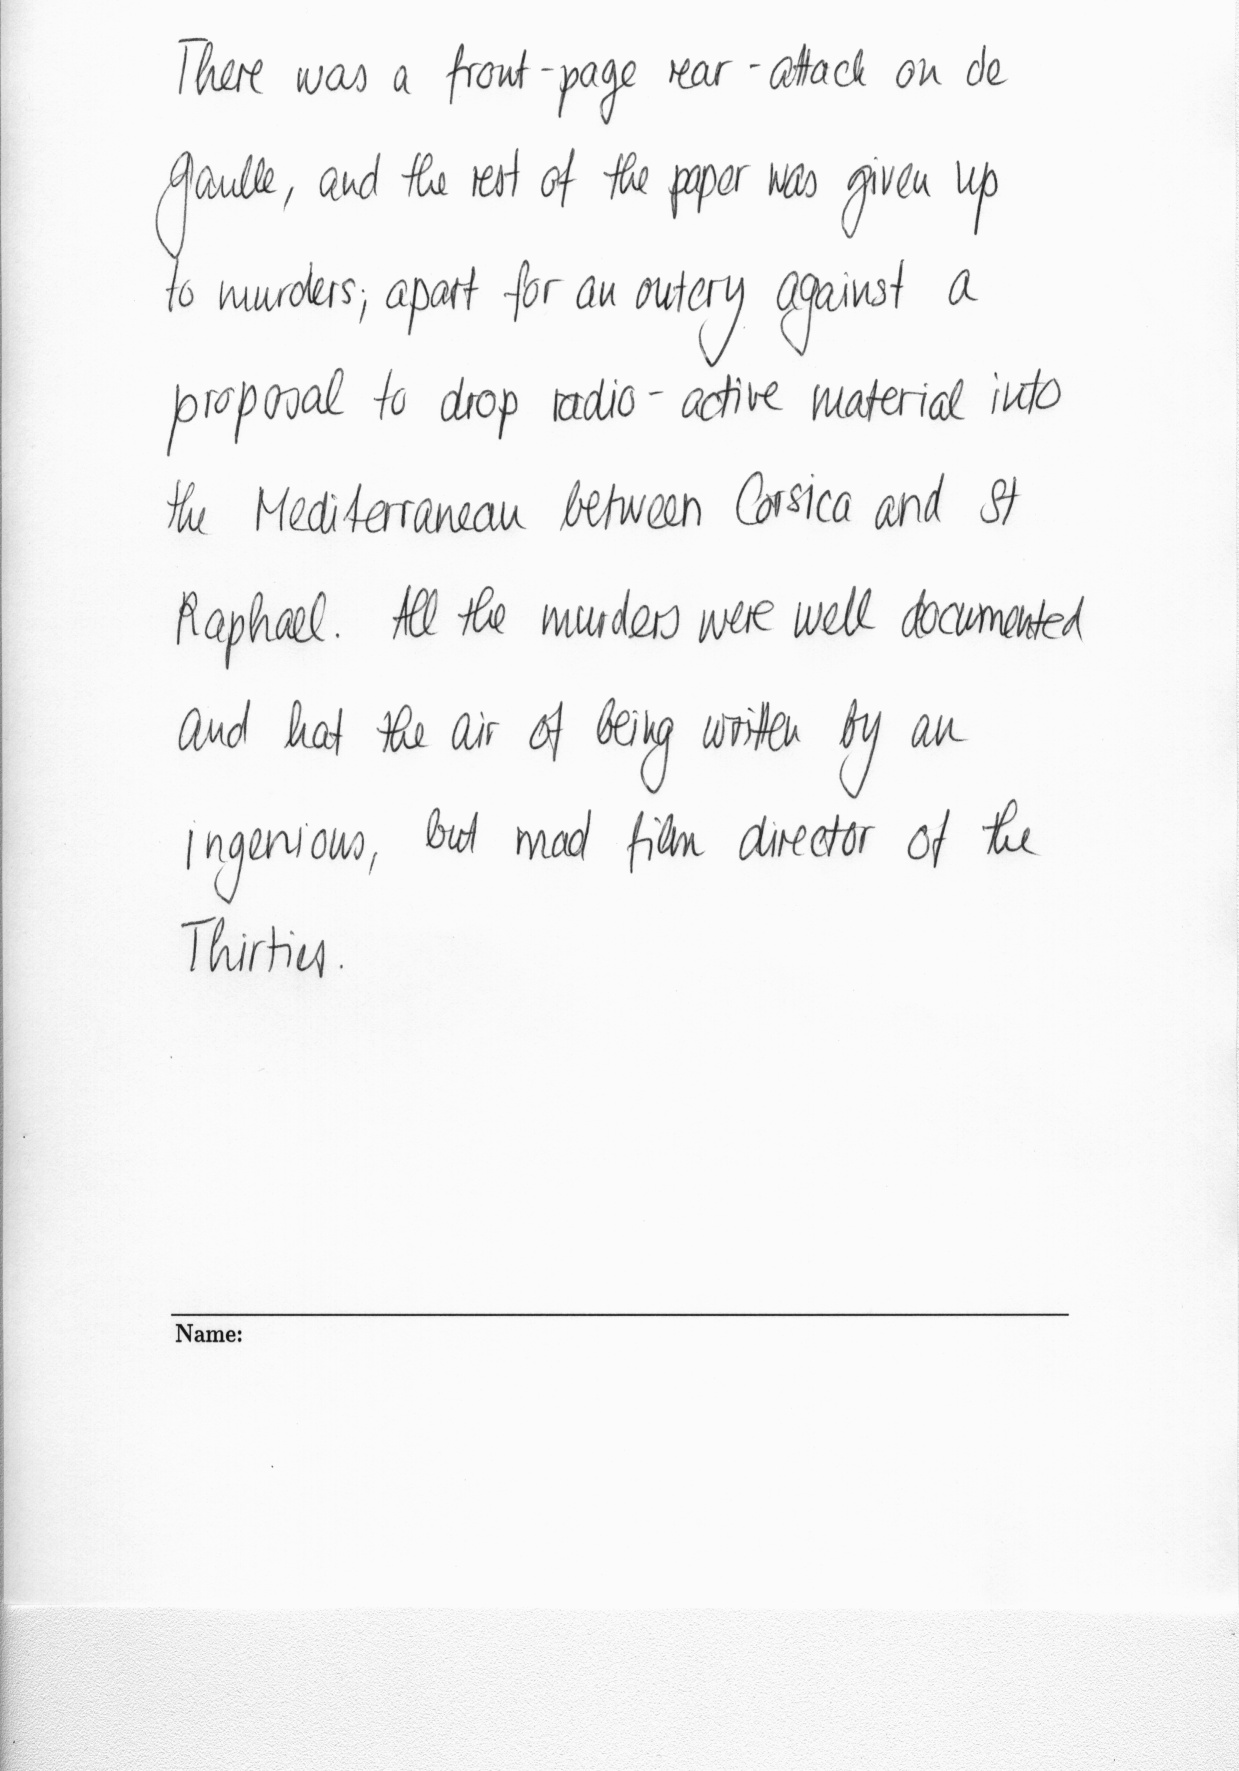 There was a front-page rear-attack on de
Gaulle, and the rest of the paper was given up
to murders; apart for an outcry against a
proposal to drop radio-active material into
the Mediterranean between Corsica and St
Raphael. All the murders were well documented
and hat the air of being written by an
ingenious, but mad film director of the
Thirties.
Name: